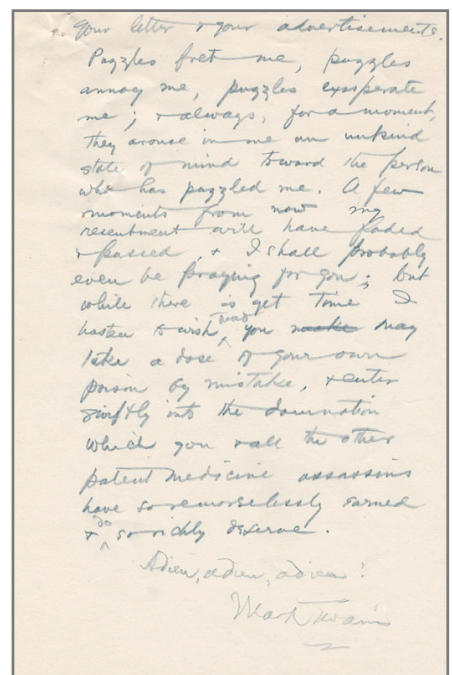 your letter & your advertisements.
Puzzles fret me, puzzles
annoy me, puzzles exasperate
me; & always, for a moment,
they arouse in me an unkind
state of mind toward the person
who has puzzled me. A few
moments from now my
resentment will have faded
& passed, & I shall probably
even be praying for you; but
while there is yet time I
hasten to wish that you make may
take a dose of your own
poison by mistake, & enter
swiftly into the damnation
which you & all the other
patent medicine assassins
have so remorselessly earned
& do so richly deserve.
Adieu, adieu, adieu!
Mark Twain